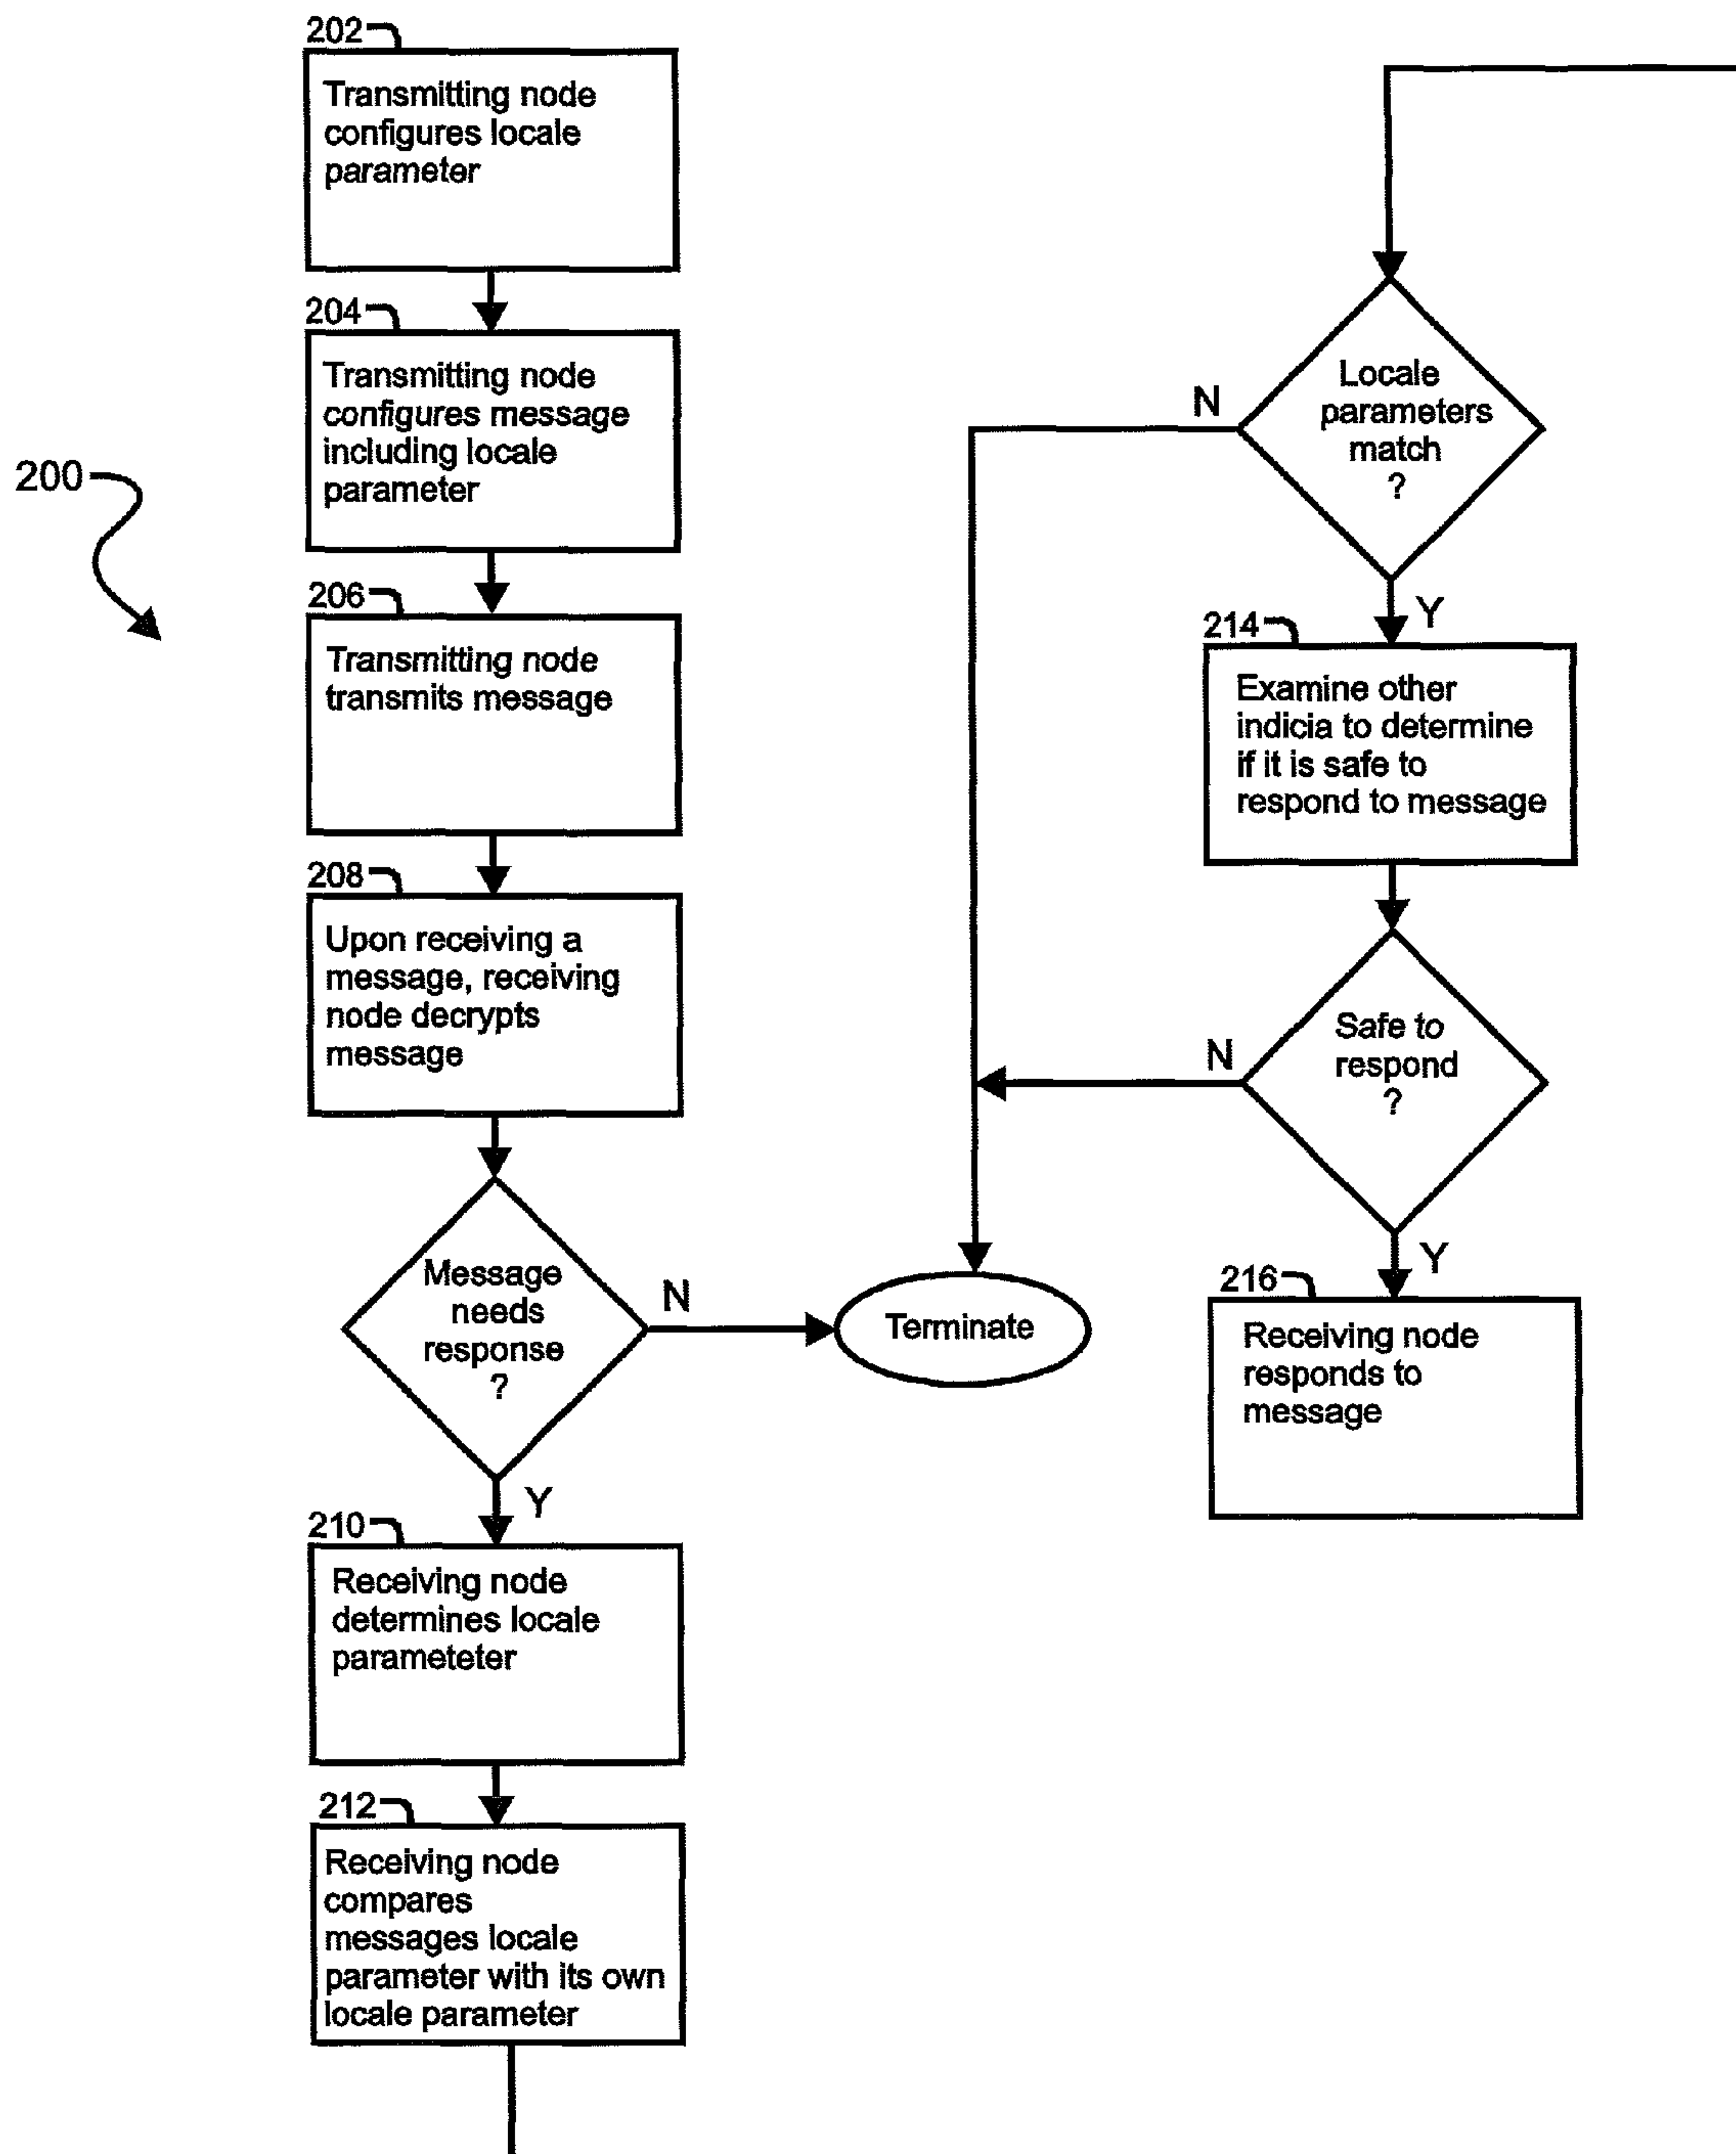 200
202
Transmitting node
configures locale
parameter
204
Transmitting node
configures message
including locale
parameter
206
Transmitting node
transmits message
208
Upon receiving a
message, receiving
node decrypts
message
Message
needs
response
?
N
Y
Terminate
210
Receiving node
determines locale
parameteter
212
Receiving node
compares
messages locale
parameter with its own
locale parameter
Locale
parameters
match
?
N
Y
214
Examine other
indicia to determine
if it is safe to
respond to message
Safe to
respond
?
N
Y
216
Receiving node
responds to
message